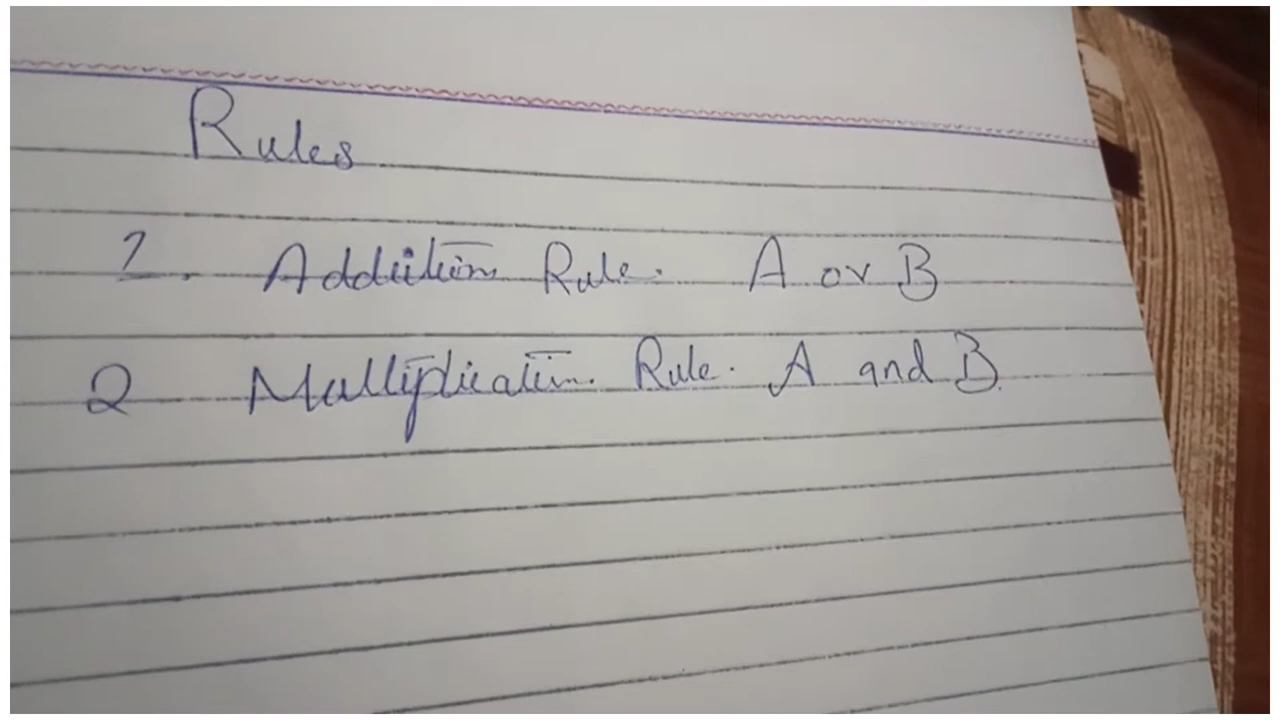 Rules
1. Addition Rule. A or B
2 Multiplication. Rule. A and B.